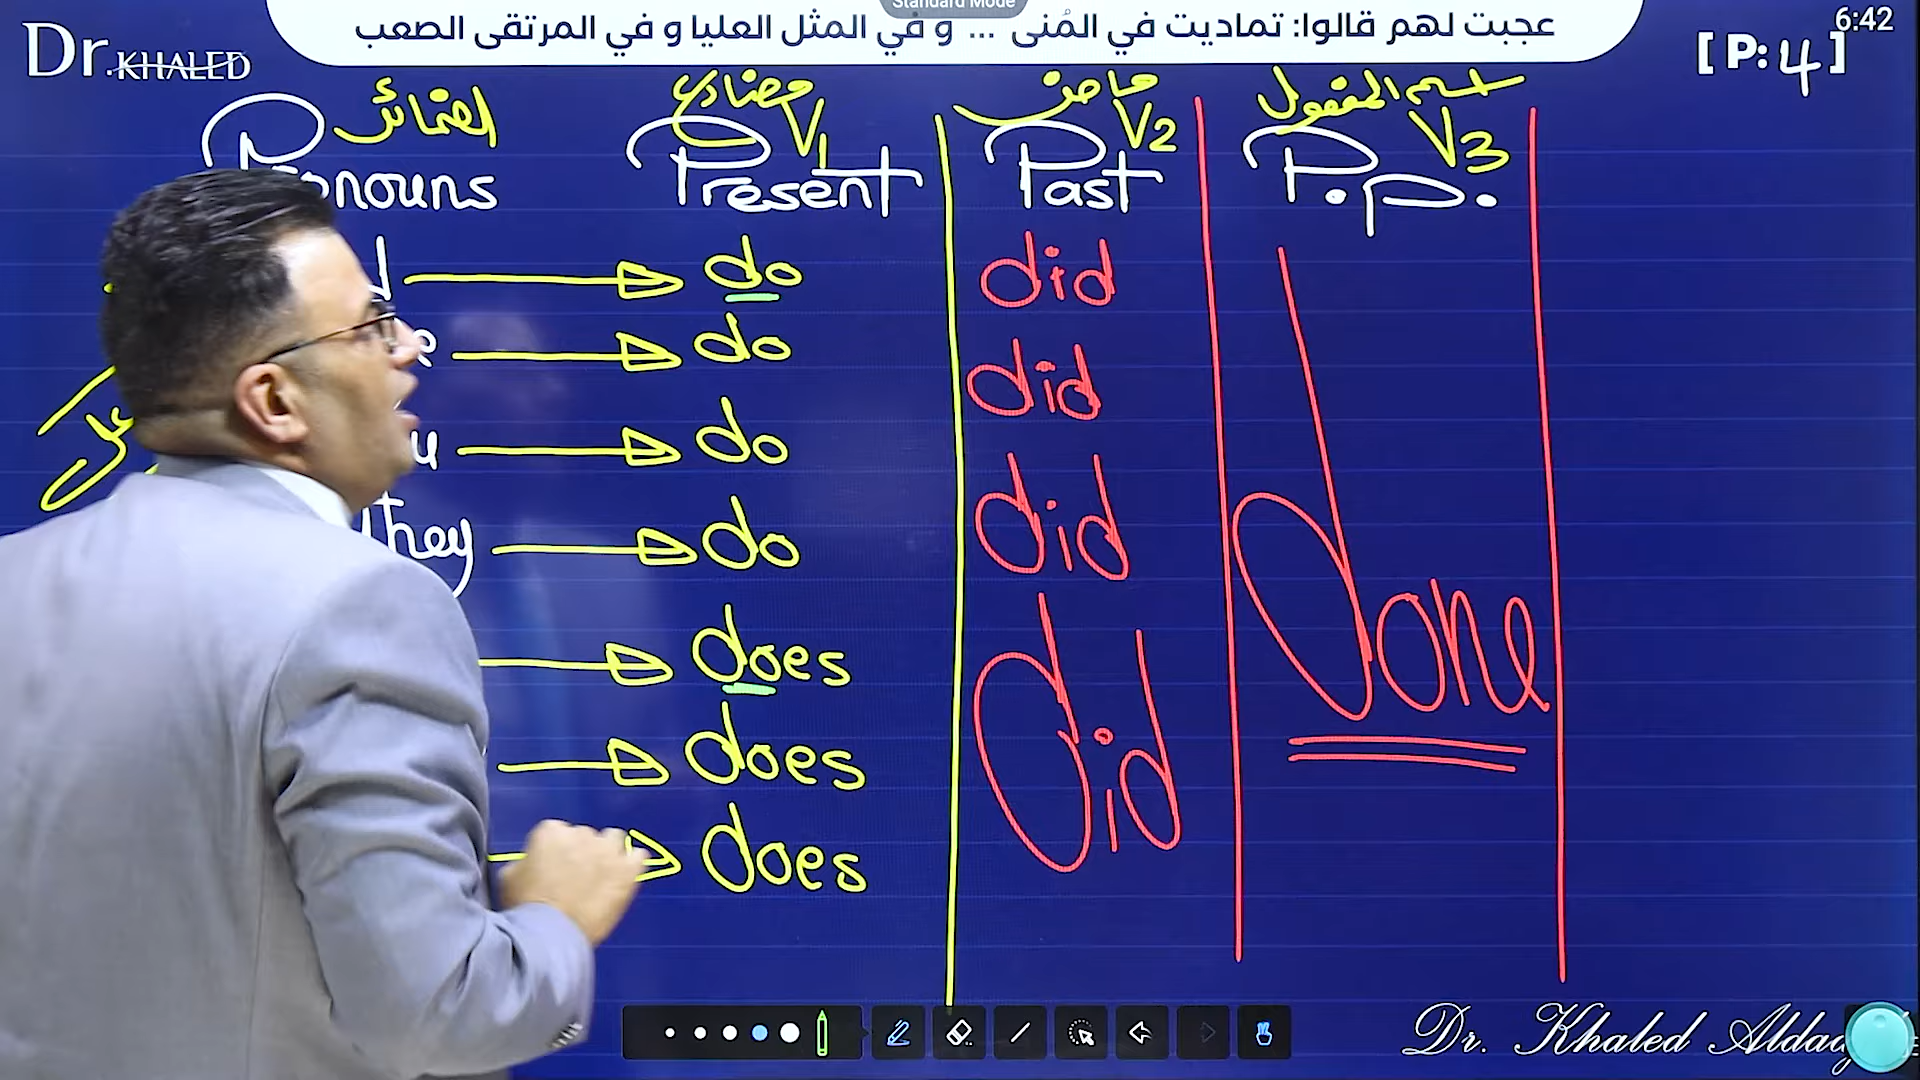 Standard Mode
عجبت لهم قالوا: تماديت في المُنى ... و في المثل العليا و في المرتقى الصعب
6:42
Dr. KHALED
[P: 4]
الضمائر
مضارع V1
ماضي V2
اسم المفعول V3
Pronouns
Present
Past
P.P.
I
do
did
done
do
did
u
do
did
They
do
did
does
does
does
Dr. Khaled